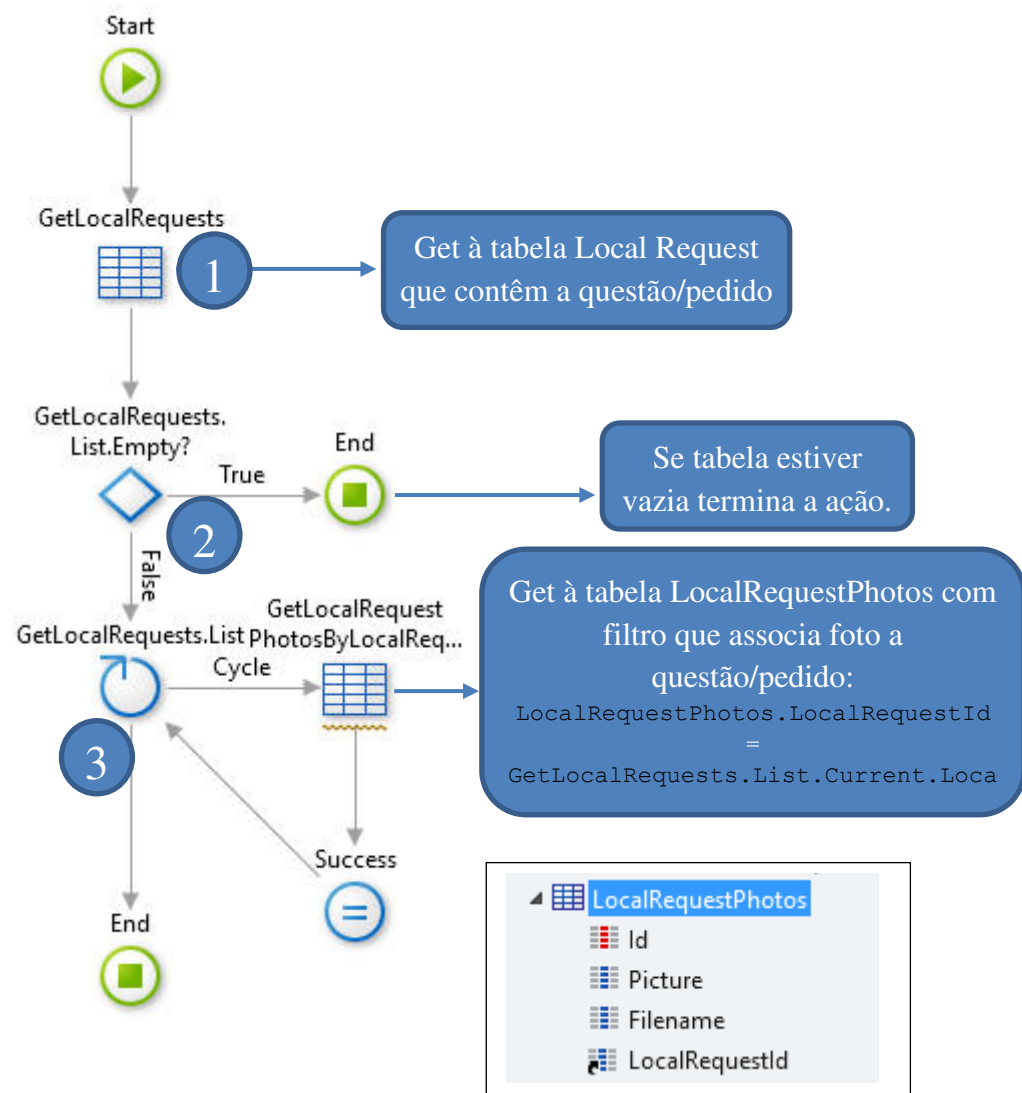 Start
GetLocalRequests
1
Get à tabela Local Request
que contêm a questão/pedido
GetLocalRequests.
List.Empty?
True
End
2
Se tabela estiver
vazia termina a ação.
False
GetLocalRequests.List
Cycle
GetLocalRequest
PhotosByLocalReq...
Get à tabela LocalRequestPhotos com
filtro que associa foto a
questão/pedido:
LocalRequestPhotos.LocalRequestId
=
GetLocalRequests.List.Current.Loca
3
Success
End
LocalRequestPhotos
Id
Picture
Filename
LocalRequestId